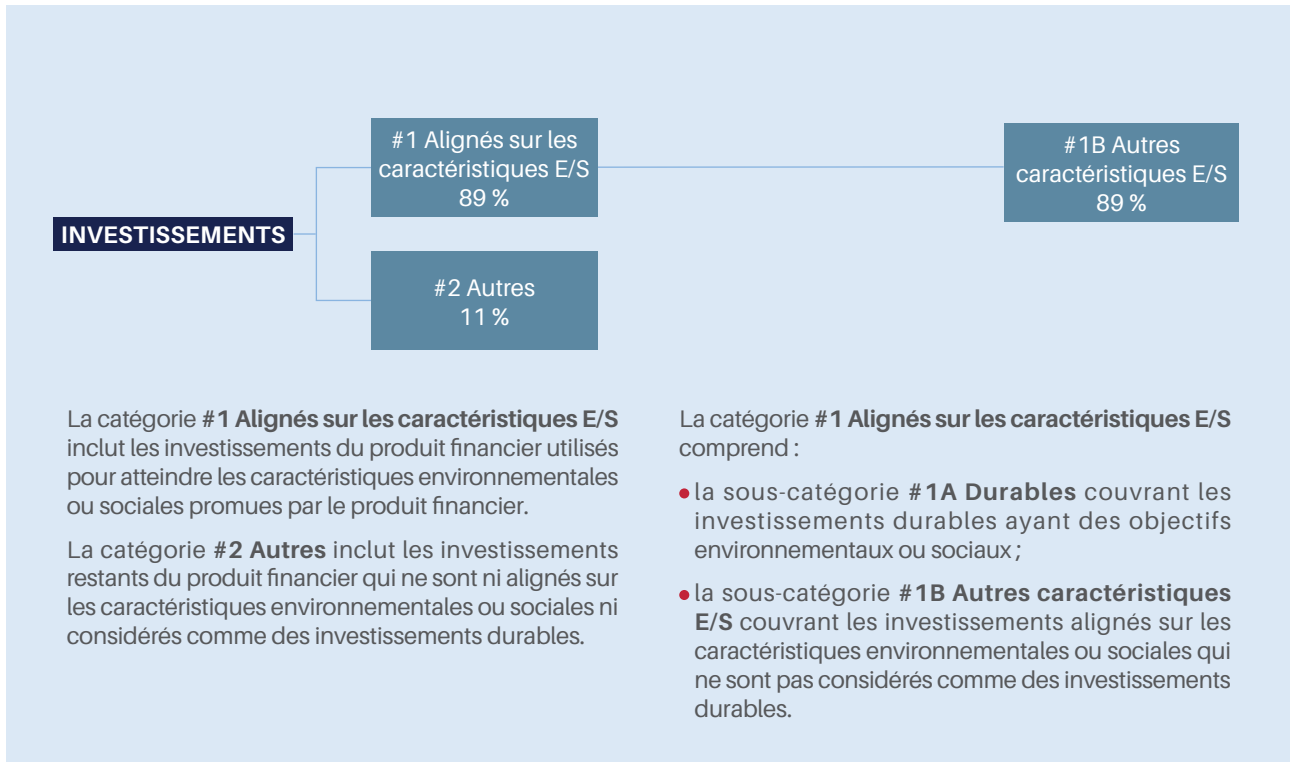 #1 Alignés sur les
caractéristiques E/S
89 %
#1B Autres
caractéristiques E/S
89 %
INVESTISSEMENTS
#2 Autres
11 %
La catégorie #1 Alignés sur les caractéristiques E/S
inclut les investissements du produit financier utilisés
pour atteindre les caractéristiques environnementales
ou sociales promues par le produit financier.
La catégorie #2 Autres inclut les investissements
restants du produit financier qui ne sont ni alignés sur
les caractéristiques environnementales ou sociales ni
considérés comme des investissements durables.
La catégorie #1 Alignés sur les caractéristiques E/S
comprend :
• la sous-catégorie #1A Durables couvrant les
investissements durables ayant des objectifs
environnementaux ou sociaux ;
• la sous-catégorie #1B Autres caractéristiques
E/S couvrant les investissements alignés sur les
caractéristiques environnementales ou sociales qui
ne sont pas considérés comme des investissements
durables.